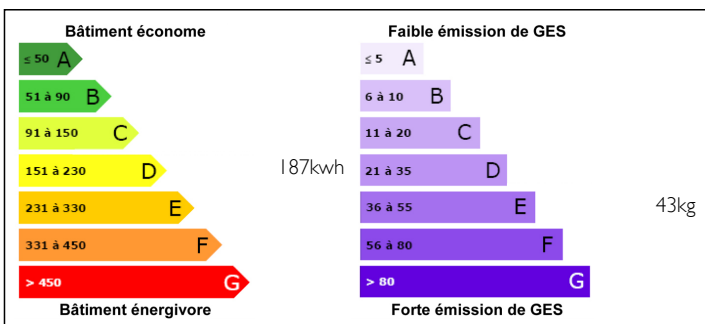 Bâtiment économe
≤ 50 A
51 à 90 B
91 à 150 C
151 à 230 D
187kwh
231 à 330 E
331 à 450 F
> 450 G
Bâtiment énergivore
Faible émission de GES
≤ 5 A
6 à 10 B
11 à 20 C
21 à 35 D
36 à 55 E
43kg
56 à 80 F
> 80 G
Forte émission de GES